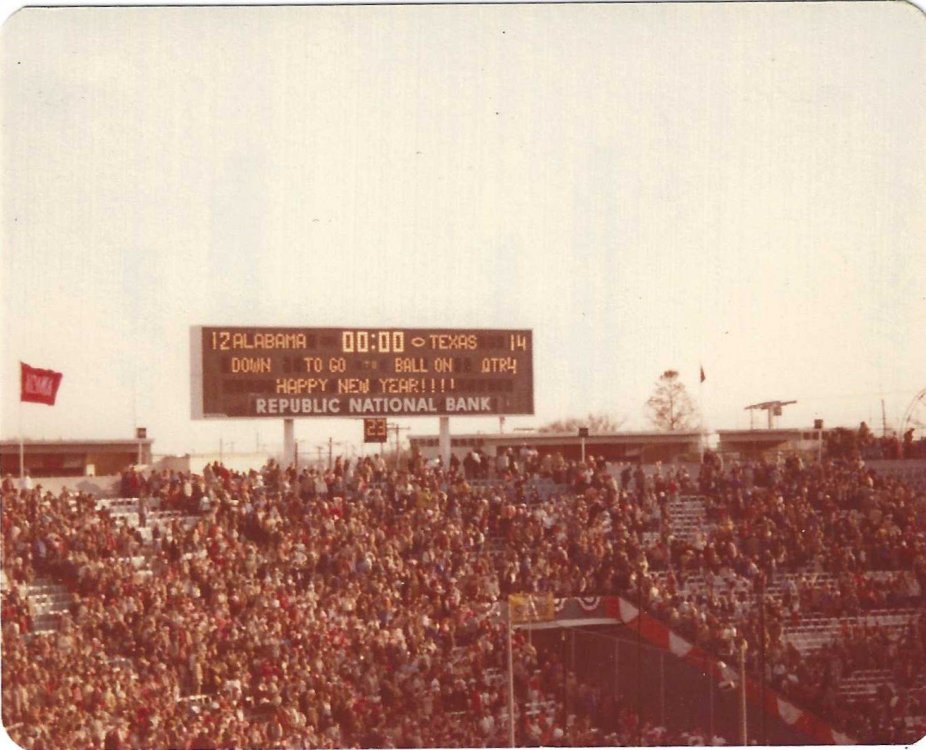 12 ALABAMA 00:00 TEXAS 14
DOWN TO GO BALL ON QTR 4
HAPPY NEW YEAR!!!!
REPUBLIC NATIONAL BANK
23